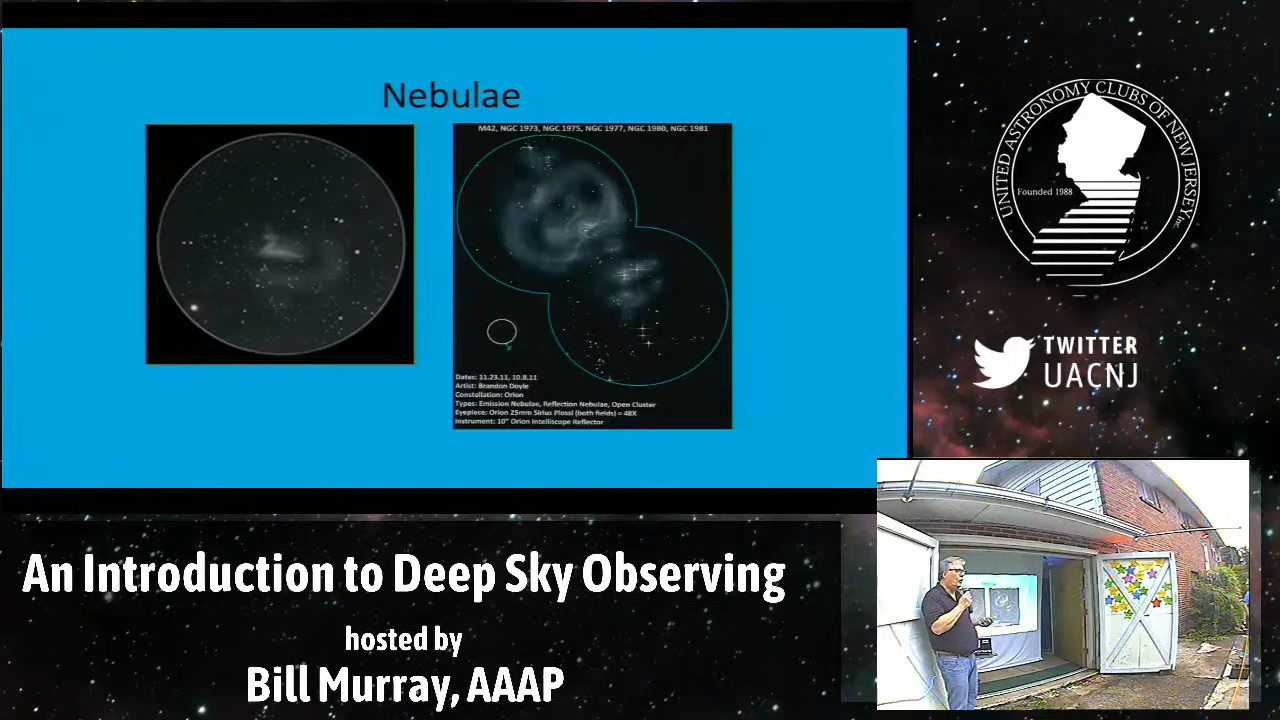 Nebulae
M42, NGC 1973, NGC 1975, NGC 1977, NGC 1980, NGC 1981
Dates: 11.23.11, 10.8.11
Artist: Brandon Doyle
Constellation: Orion
Types: Emission Nebulae, Reflection Nebulae, Open Cluster
Eyepiece: Orion 25mm Sirius Plossl (both fields) = 48X
Instrument: 10" Orion Intelliscope Reflector
UNITED ASTRONOMY CLUBS OF NEW JERSEY, Inc.
Founded 1988
TWITTER
UACNJ
An Introduction to Deep Sky Observing
hosted by
Bill Murray, AAAP